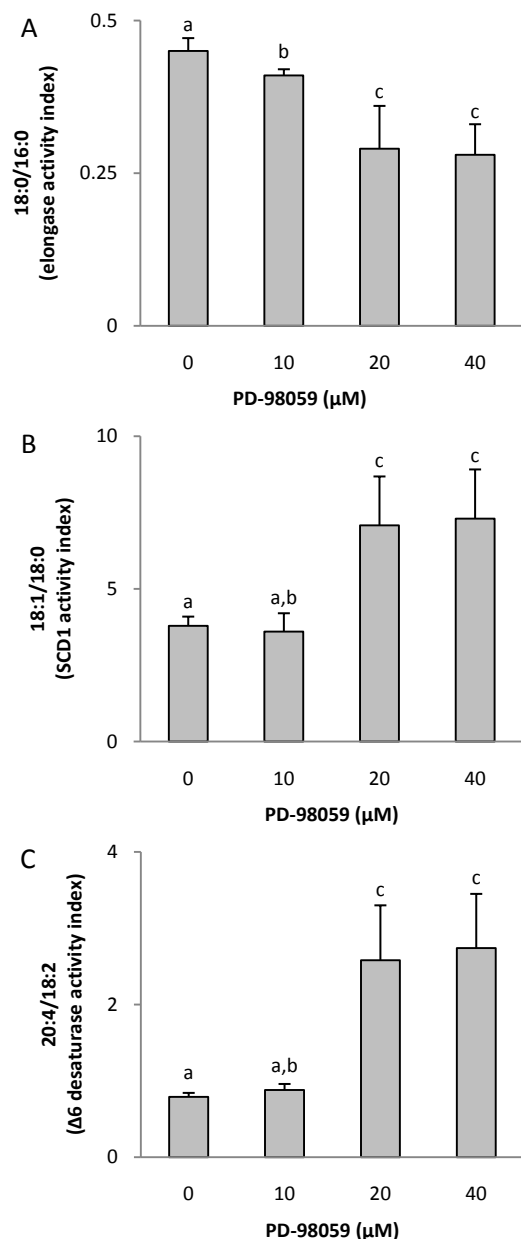 A
18:0/16:0
(elongase activity index)
0.5
0.25
0
a
b
c
c
0 10 20 40
PD-98059 (µM)
B
18:1/18:0
(SCD1 activity index)
10
5
0
a
a,b
c
c
0 10 20 40
PD-98059 (µM)
C
20:4/18:2
(Δ6 desaturase activity index)
4
2
0
a
a,b
c
c
0 10 20 40
PD-98059 (µM)